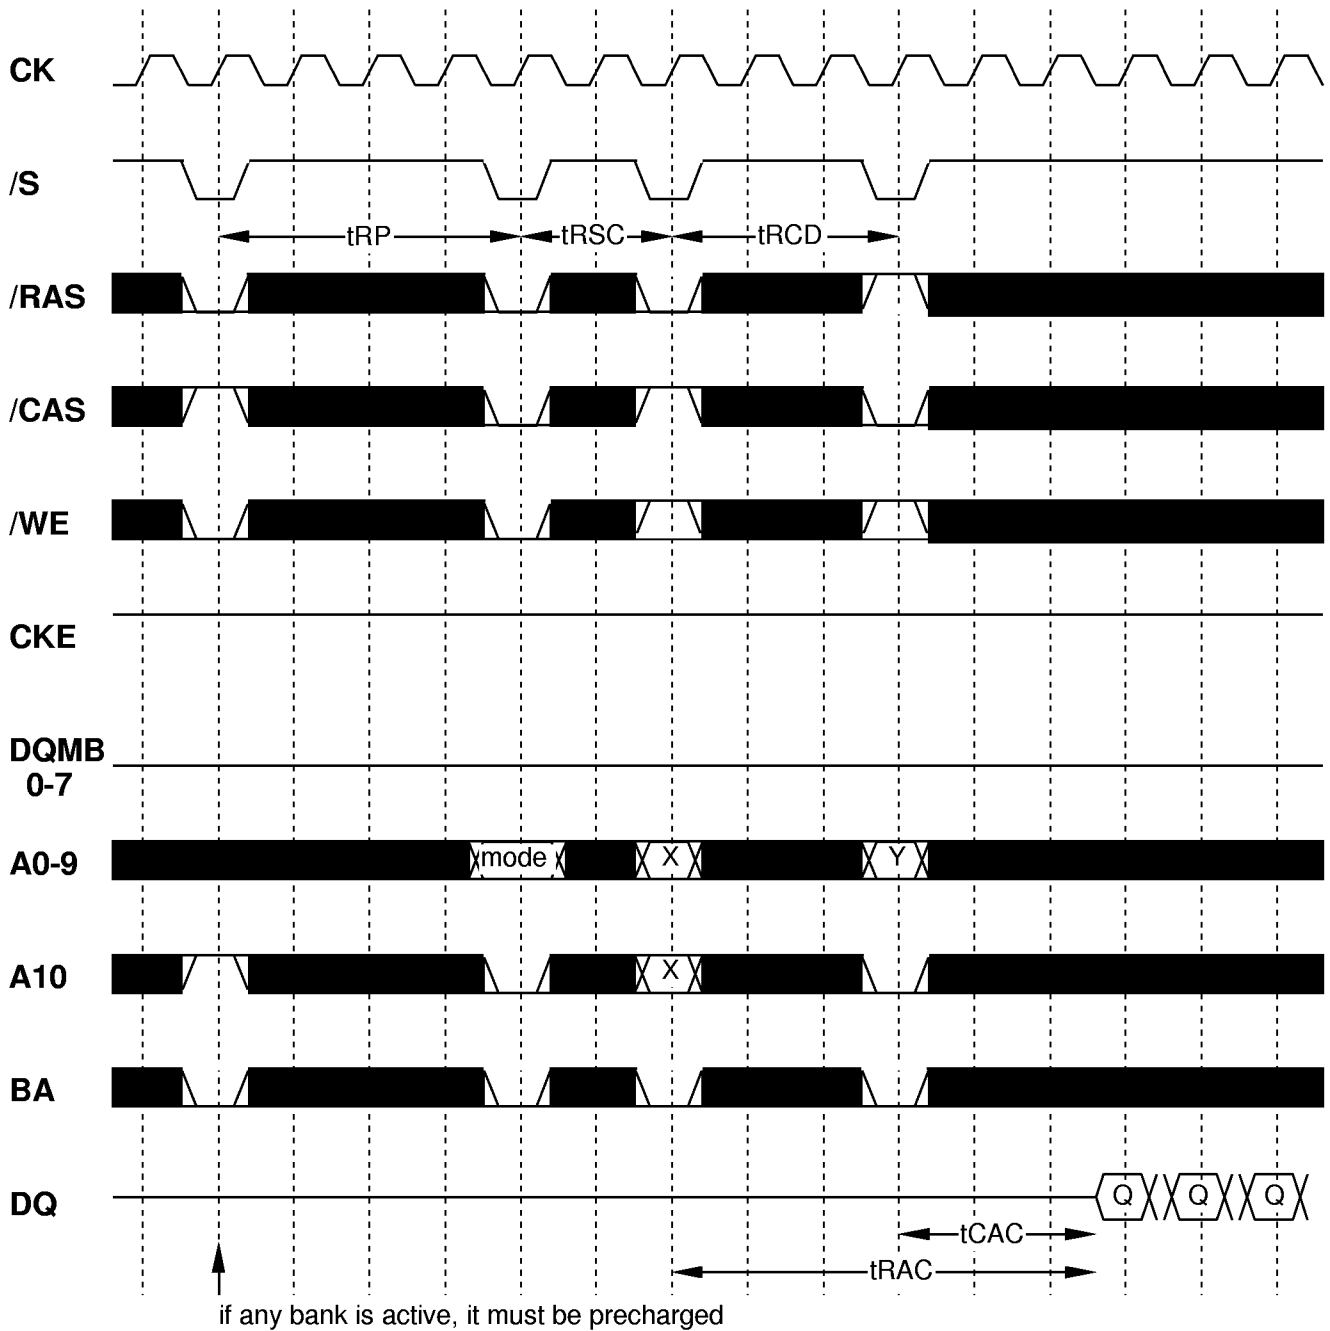 CK
/S
tRP tRSC tRCD
/RAS
/CAS
/WE
CKE
DQMB
0-7
A0-9 mode X Y
A10 X
BA
DQ Q Q Q
tCAC
tRAC
if any bank is active, it must be precharged